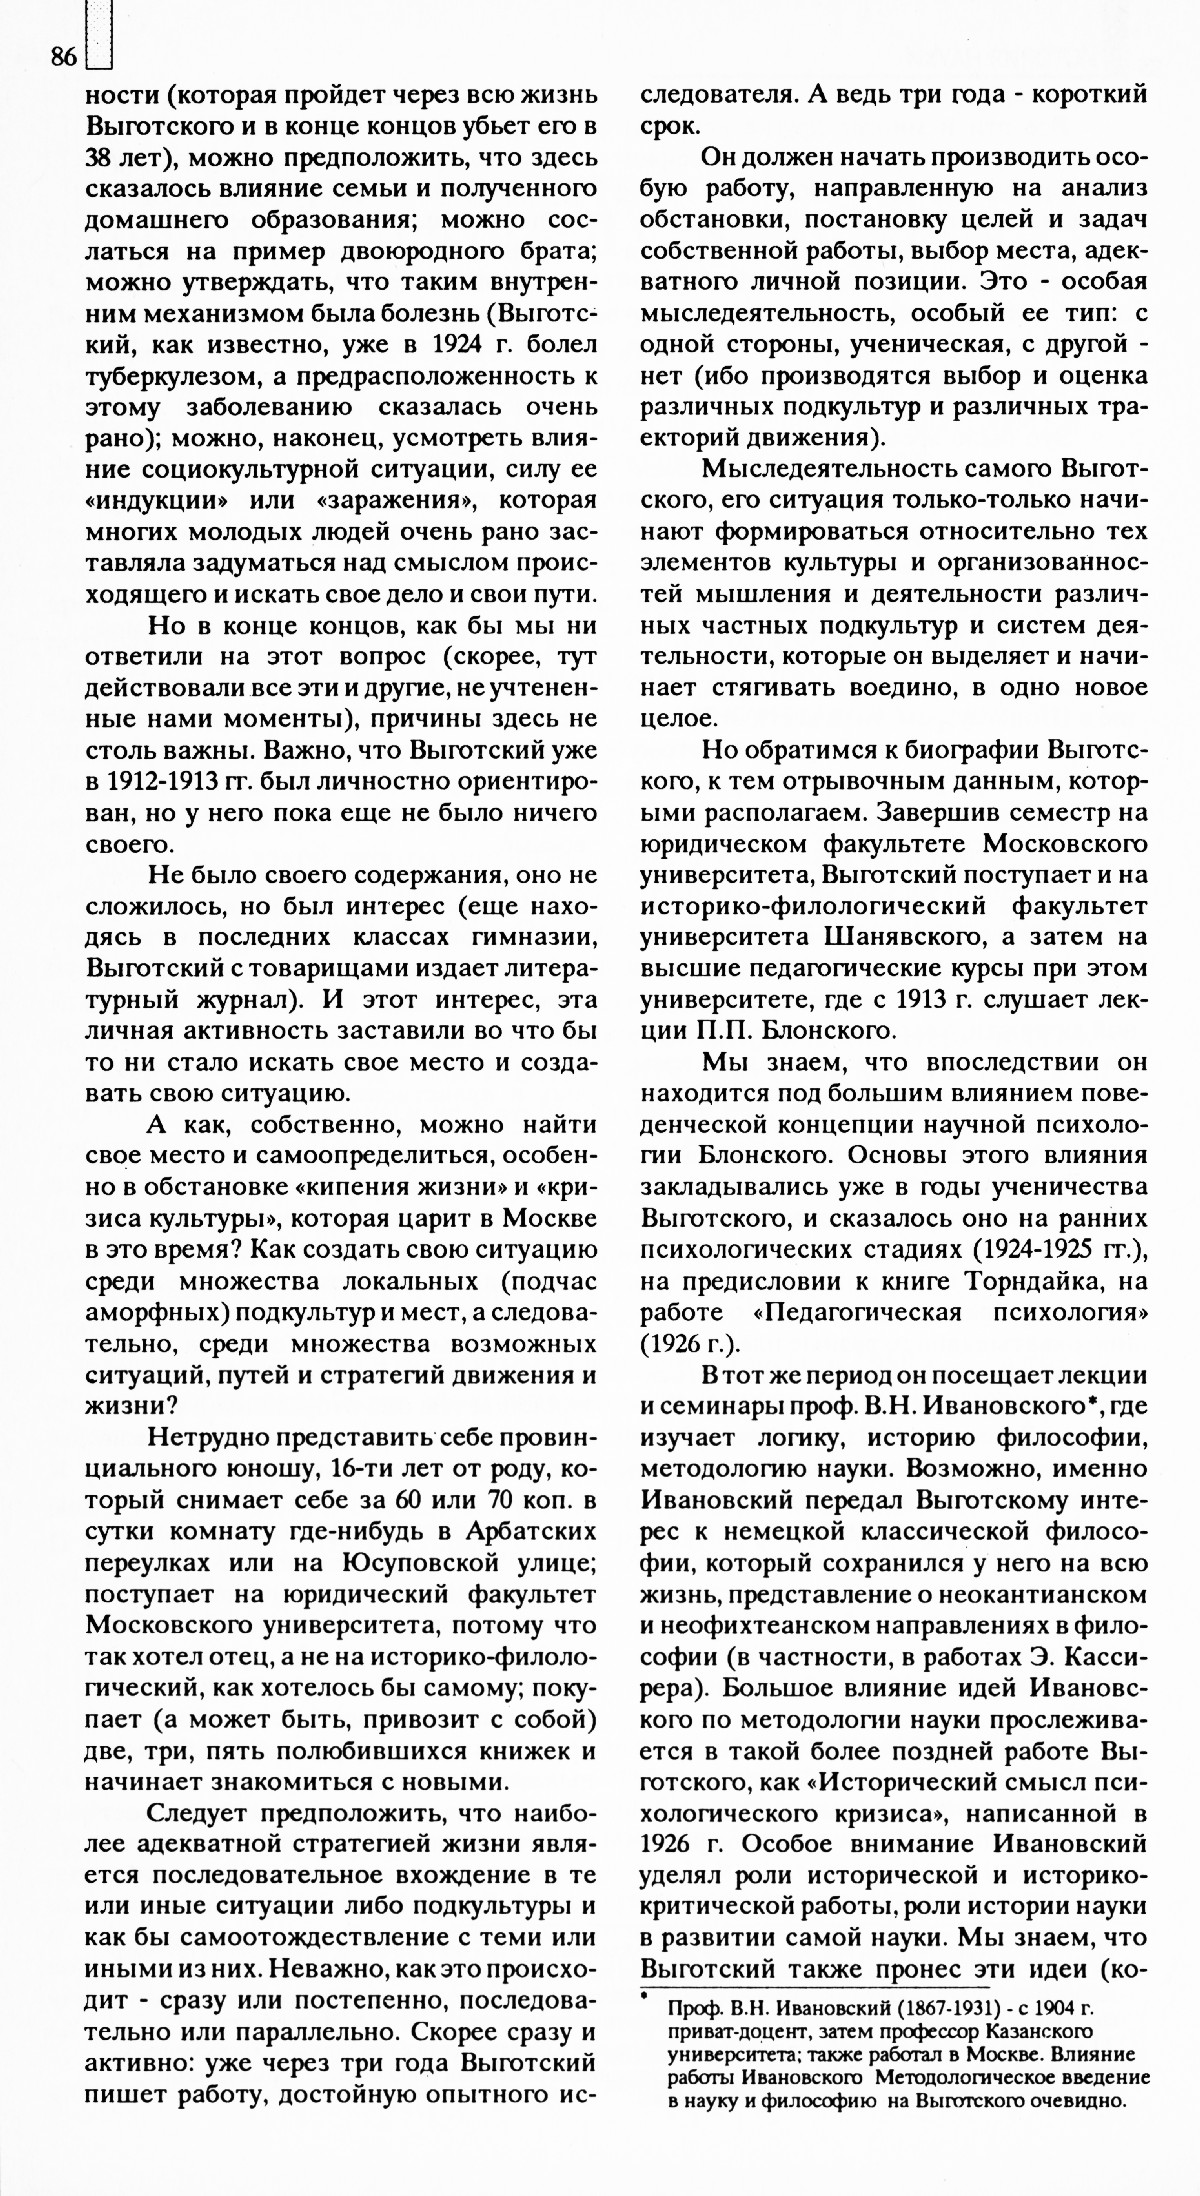 86
ности (которая пройдет через всю жизнь
Выготского и в конце концов убьет его в
38 лет), можно предположить, что здесь
сказалось влияние семьи и полученного
домашнего образования; можно сос-
латься на пример двоюродного брата;
можно утверждать, что таким внутрен-
ним механизмом была болезнь (Выготс-
кий, как известно, уже в 1924 г. болел
туберкулезом, а предрасположенность к
этому заболеванию сказалась очень
рано); можно, наконец, усмотреть влия-
ние социокультурной ситуации, силу ее
«индукции» или «заражения», которая
многих молодых людей очень рано зас-
тавляла задуматься над смыслом проис-
ходящего и искать свое дело и свои пути.
Но в конце концов, как бы мы ни
ответили на этот вопрос (скорее, тут
действовали все эти и другие, не учтенен-
ные нами моменты), причины здесь не
столь важны. Важно, что Выготский уже
в 1912-1913 гг. был личностно ориентиро-
ван, но у него пока еще не было ничего
своего.
Не было своего содержания, оно не
сложилось, но был интерес (еще нахо-
дясь в последних классах гимназии,
Выготский с товарищами издает литера-
турный журнал). И этот интерес, эта
личная активность заставили во что бы
то ни стало искать свое место и созда-
вать свою ситуацию.
А как, собственно, можно найти
свое место и самоопределиться, особен-
но в обстановке «кипения жизни» и «кри-
зиса культуры», которая царит в Москве
в это время? Как создать свою ситуацию
среди множества локальных (подчас
аморфных) подкультур и мест, а следова-
тельно, среди множества возможных
ситуаций, путей и стратегий движения и
жизни?
Нетрудно представить себе провин-
циального юношу, 16-ти лет от роду, ко-
торый снимает себе за 60 или 70 коп. в
сутки комнату где-нибудь в Арбатских
переулках или на Юсуповской улице;
поступает на юридический факультет
Московского университета, потому что
так хотел отец, а не на историко-филоло-
гический, как хотелось бы самому; поку-
пает (а может быть, привозит с собой)
две, три, пять полюбившихся книжек и
начинает знакомиться с новыми.
Следует предположить, что наибо-
лее адекватной стратегией жизни явля-
ется последовательное вхождение в те
или иные ситуации либо подкультуры и
как бы самоотождествление с теми или
иными из них. Неважно, как это происхо-
дит - сразу или постепенно, последова-
тельно или параллельно. Скорее сразу и
активно: уже через три года Выготский
пишет работу, достойную опытного ис-
следователя. А ведь три года - короткий
срок.
Он должен начать производить осо-
бую работу, направленную на анализ
обстановки, постановку целей и задач
собственной работы, выбор места, адек-
ватного личной позиции. Это - особая
мыследеятельность, особый ее тип: с
одной стороны, ученическая, с другой -
нет (ибо производятся выбор и оценка
различных подкультур и различных тра-
екторий движения).
Мыследеятельность самого Выгот-
ского, его ситуация только-только начи-
нают формироваться относительно тех
элементов культуры и организованнос-
тей мышления и деятельности различ-
ных частных подкультур и систем дея-
тельности, которые он выделяет и начи-
нает стягивать воедино, в одно новое
целое.
Но обратимся к биографии Выготс-
кого, к тем отрывочным данным, котор-
ыми располагаем. Завершив семестр на
юридическом факультете Московского
университета, Выготский поступает и на
историко-филологический факультет
университета Шанявского, а затем на
высшие педагогические курсы при этом
университете, где с 1913 г. слушает лек-
ции П.П. Блонского.
Мы знаем, что впоследствии он
находится под большим влиянием пове-
денческой концепции научной психоло-
гии Блонского. Основы этого влияния
закладывались уже в годы ученичества
Выготского, и сказалось оно на ранних
психологических стадиях (1924-1925 гг.),
на предисловии к книге Торндайка, на
работе «Педагогическая психология»
(1926 г.).
В тот же период он посещает лекции
и семинары проф. В.Н. Ивановского*, где
изучает логику, историю философии,
методологию науки. Возможно, именно
Ивановский передал Выготскому инте-
рес к немецкой классической филосо-
фии, который сохранился у него на всю
жизнь, представление о неокантианском
и неофихтеанском направлениях в фило-
софии (в частности, в работах Э. Касси-
рера). Большое влияние идей Ивановс-
кого по методологии науки прослежива-
ется в такой более поздней работе Вы-
готского, как «Исторический смысл пси-
хологического кризиса», написанной в
1926 г. Особое внимание Ивановский
уделял роли исторической и историко-
критической работы, роли истории науки
в развитии самой науки. Мы знаем, что
Выготский также пронес эти идеи (ко-
* Проф. В.Н. Ивановский (1867-1931) - с 1904 г.
приват-доцент, затем профессор Казанского
университета; также работал в Москве. Влияние
работы Ивановского Методологическое введение
в науку и философию на Выготского очевидно.